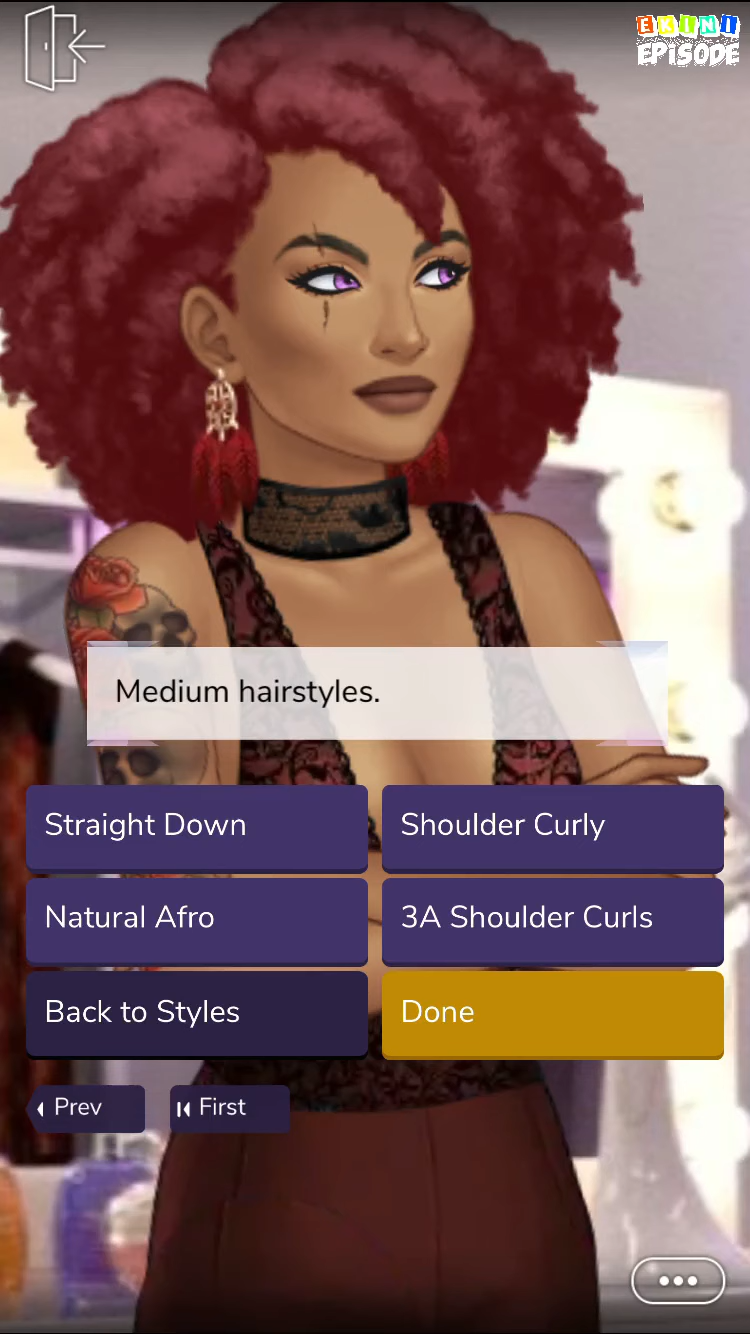 EKINI
EPISODE
Medium hairstyles.
Straight Down
Shoulder Curly
Natural Afro
3A Shoulder Curls
Back to Styles
Done
Prev
First